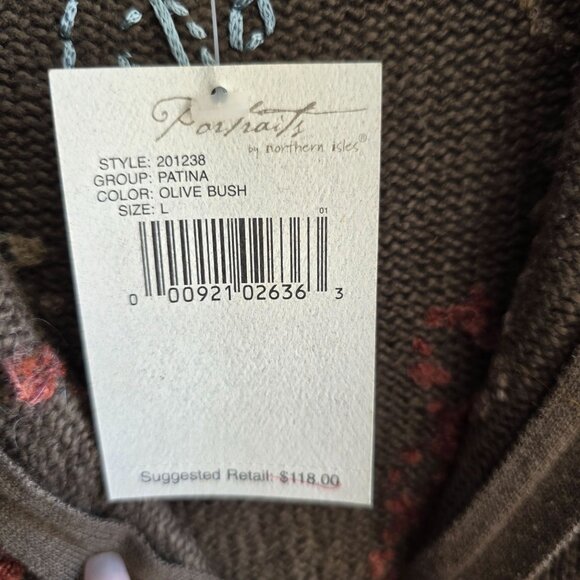 Portraits
by northern isles®
STYLE: 201238
GROUP: PATINA
COLOR: OLIVE BUSH
SIZE: L
01
0 00921 02636 3
Suggested Retail: $118.00